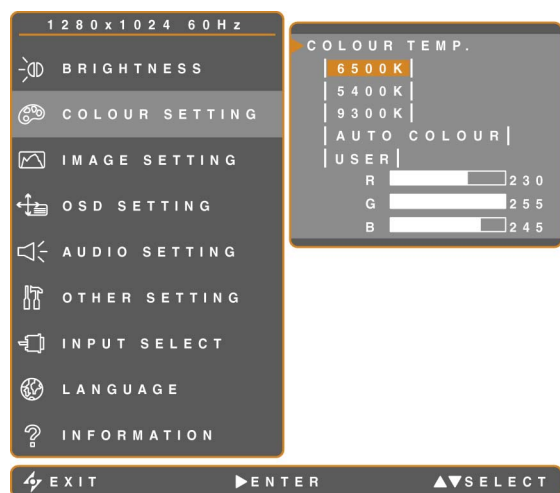 1280x1024 60Hz
BRIGHTNESS
COLOUR SETTING
IMAGE SETTING
OSD SETTING
AUDIO SETTING
OTHER SETTING
INPUT SELECT
LANGUAGE
INFORMATION
COLOUR TEMP.
6500K
5400K
9300K
AUTO COLOUR
USER
R 230
G 255
B 245
EXIT ENTER SELECT